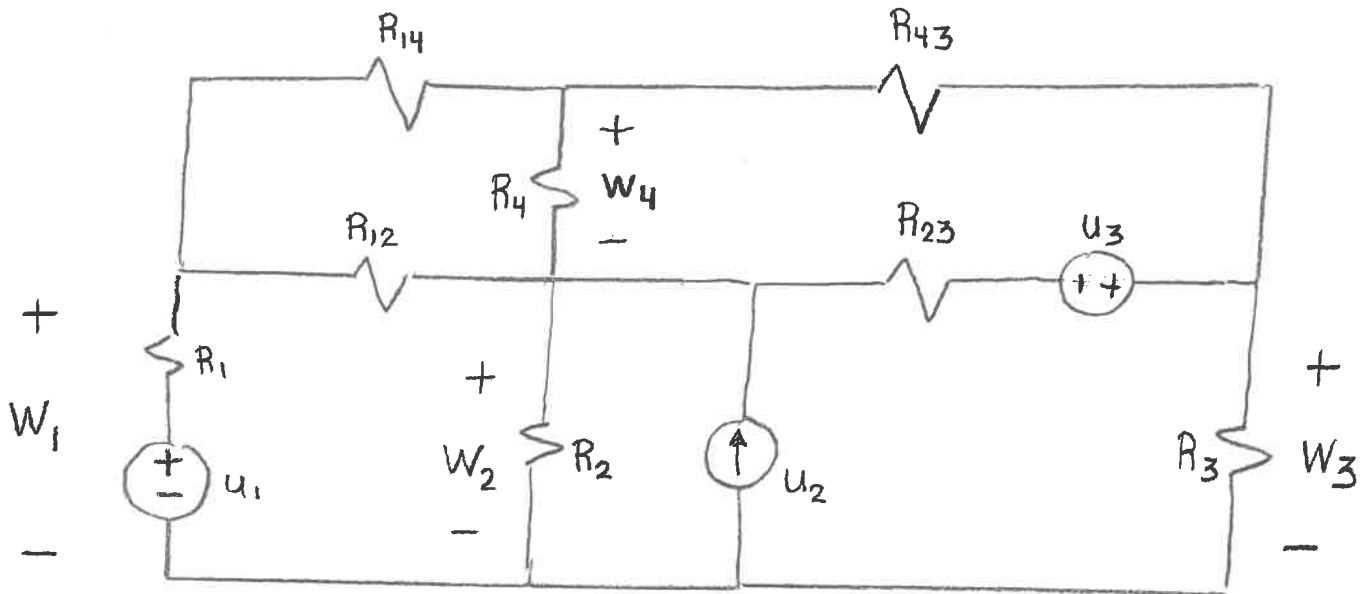 R14 R43
+
R4 W4
R12 − R23 u3
+ +
+ R1 + +
W1 W2 R2 R3 W3
+
− u1 u2
− − −